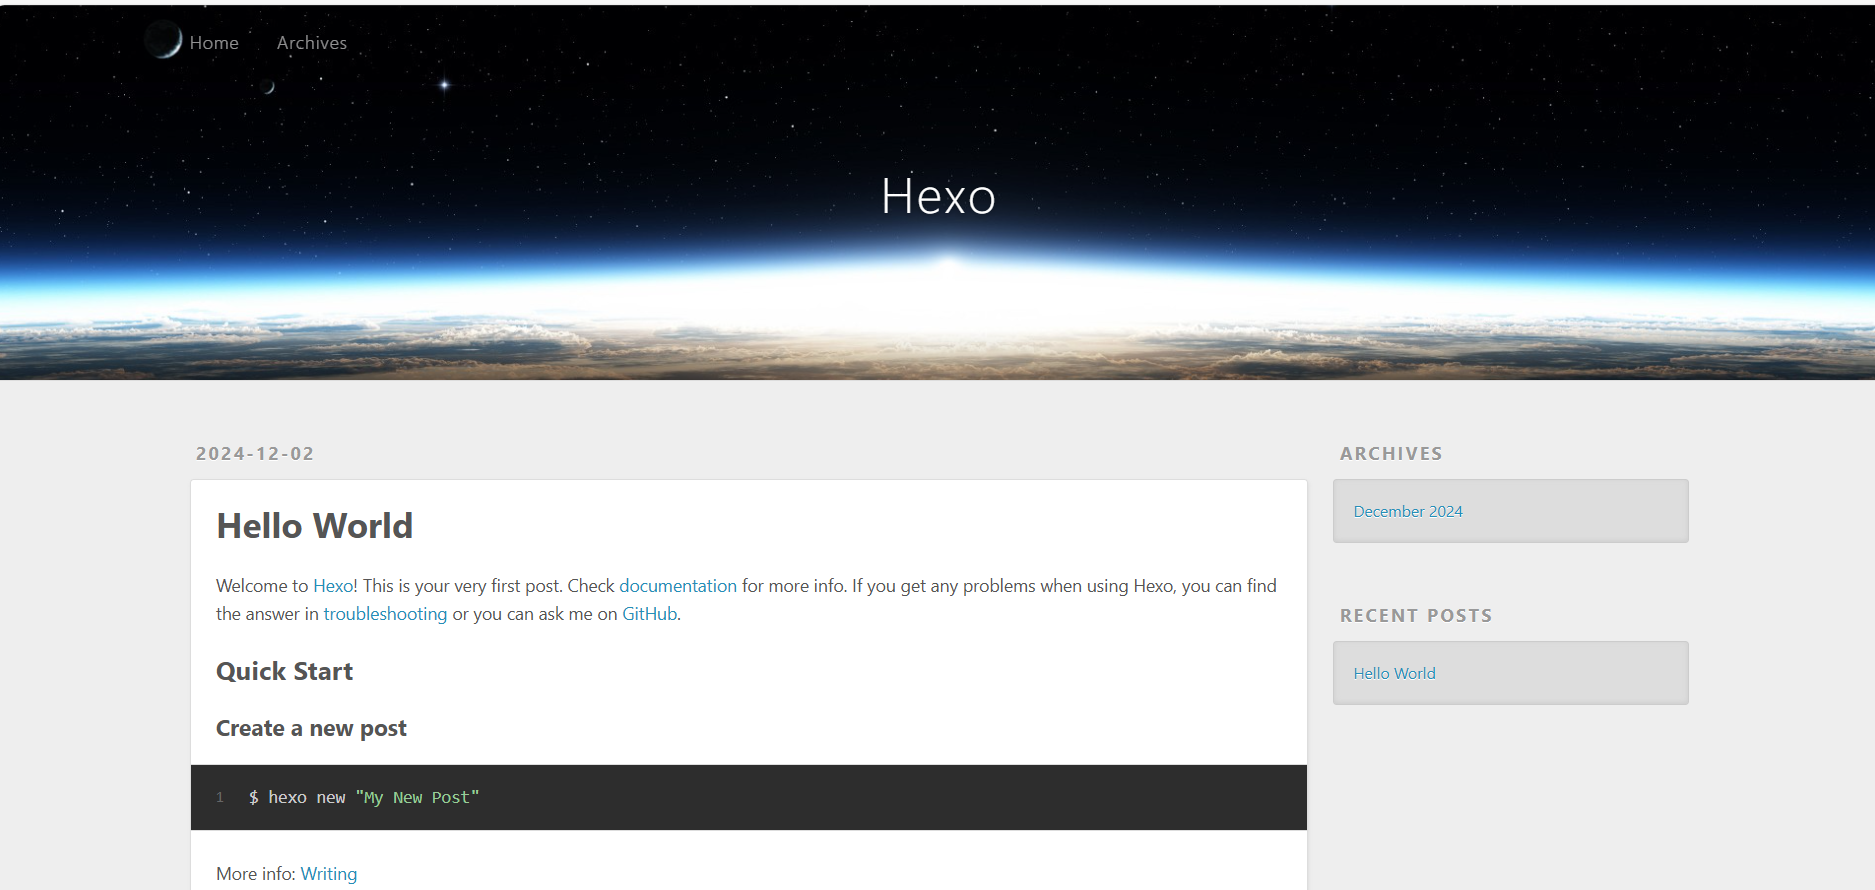 Home Archives
Hexo
2024-12-02
Hello World
Welcome to Hexo! This is your very first post. Check documentation for more info. If you get any problems when using Hexo, you can find
the answer in troubleshooting or you can ask me on GitHub.
Quick Start
Create a new post
1 $ hexo new "My New Post"
More info: Writing
ARCHIVES
December 2024
RECENT POSTS
Hello World